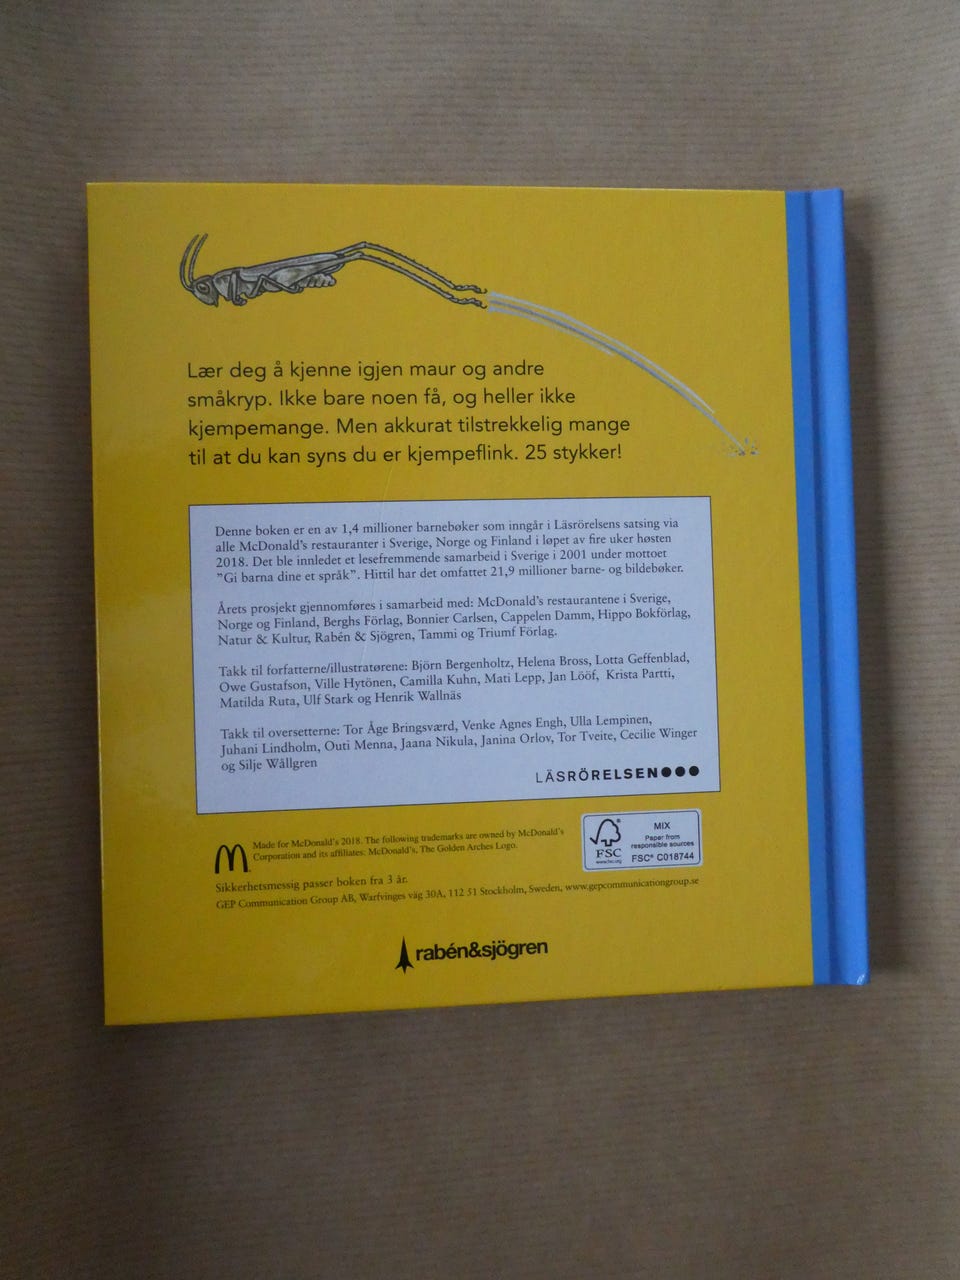 Lær deg å kjenne igjen maur og andre
småkryp. Ikke bare noen få, og heller ikke
kjempemange. Men akkurat tilstrekkelig mange
til at du kan syns du er kjempeflink. 25 stykker!
Denne boken er en av 1,4 millioner barnebøker som inngår i Läsrörelsens satsing via
alle McDonald's restauranter i Sverige, Norge og Finland i løpet av fire uker høsten
2018. Det ble innledet et lesefremmende samarbeid i Sverige i 2001 under mottoet
"Gi barna dine et språk". Hittil har det omfattet 21,9 millioner barne- og bildebøker.
Årets prosjekt gjennomføres i samarbeid med: McDonald's restaurantene i Sverige,
Norge og Finland, Berghs Förlag, Bonnier Carlsen, Cappelen Damm, Hippo Bokförlag,
Natur & Kultur, Rabén & Sjögren, Tammi og Triumf Förlag.
Takk til forfatterne/illustratørene: Björn Bergenholtz, Helena Bross, Lotta Geffenblad,
Owe Gustafson, Ville Hytönen, Camilla Kuhn, Mati Lepp, Jan Lööf, Krista Partti,
Matilda Ruta, Ulf Stark og Henrik Wallnäs
Takk til oversetterne: Tor Åge Bringsværd, Venke Agnes Engh, Ulla Lempinen,
Juhani Lindholm, Outi Menna, Jaana Nikula, Janina Orlov, Tor Tveite, Cecilie Winger
og Silje Wållgren
LÄSRÖRELSEN●●●
Made for McDonald's 2018. The following trademarks are owned by McDonald's
Corporation and its affiliates. McDonald's, The Golden Arches Logo.
FSC
www.fsc.org
MIX
Paper from
responsible sources
FSC® C018744
Sikkerhetsmessig passer boken fra 3 år.
GEP Communication Group AB, Warfvinges väg 30A, 112 51 Stockholm, Sweden, www.gepcommunicationgroup.se
rabén&sjögren